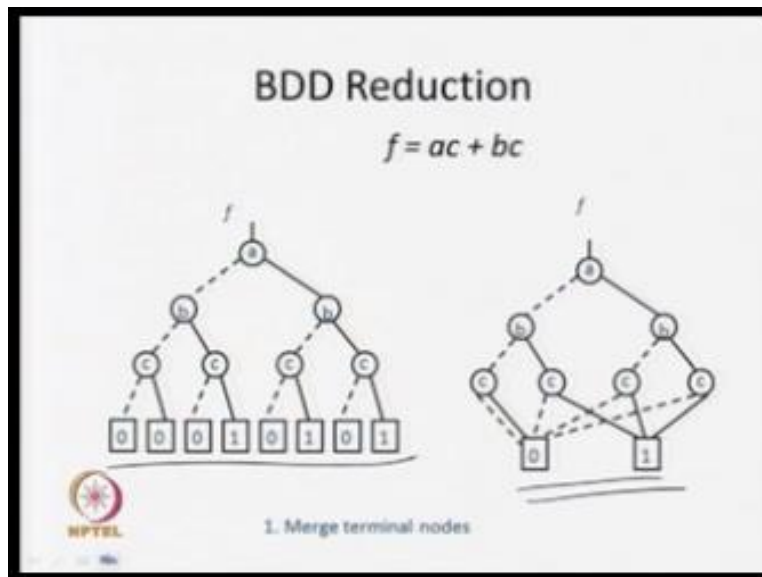 BDD Reduction
f = ac + bc
f
f
a
a
b
b
b
b
c
c
c
c
c
c
c
c
0
0
0
1
0
1
0
1
0
1
NPTEL
1. Merge terminal nodes